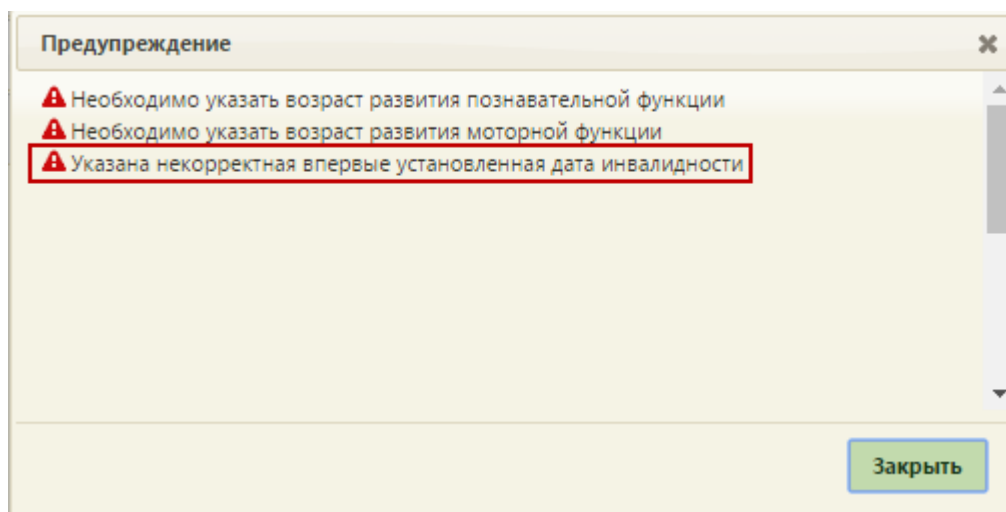 Предупреждение
Необходимо указать возраст развития познавательной функции
Необходимо указать возраст развития моторной функции
Указана некорректная впервые установленная дата инвалидности
Закрыть